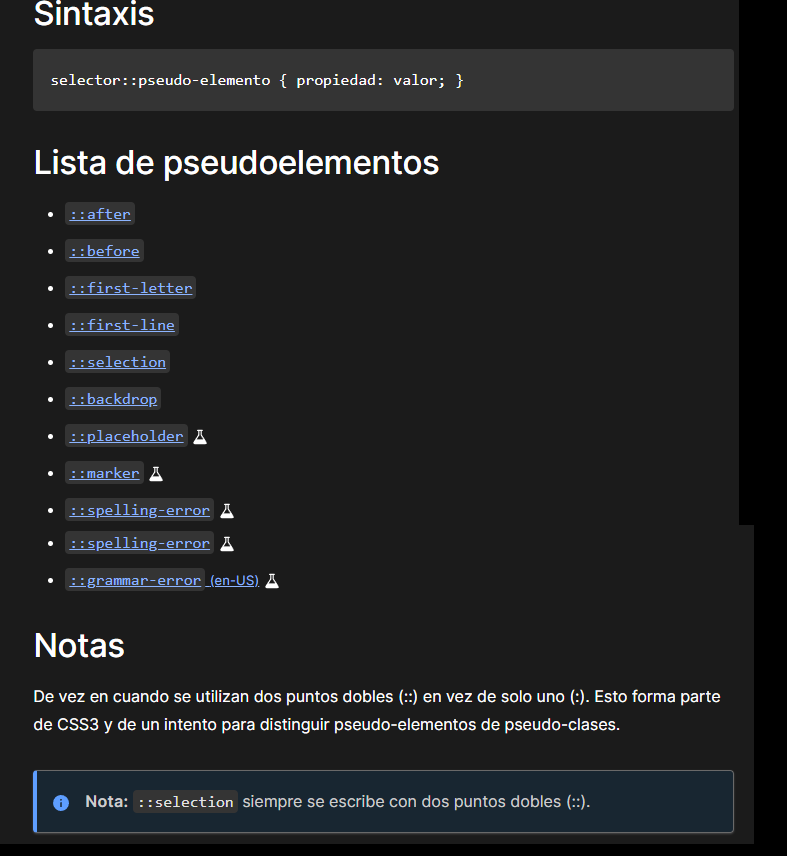 Sintaxis
selector::pseudo-elemento { propiedad: valor; }
Lista de pseudoelementos
::after
::before
::first-letter
::first-line
::selection
::backdrop
::placeholder
::marker
::spelling-error
::spelling-error
::grammar-error (en-US)
Notas
De vez en cuando se utilizan dos puntos dobles (::) en vez de solo uno (:). Esto forma parte
de CSS3 y de un intento para distinguir pseudo-elementos de pseudo-clases.
Nota: ::selection siempre se escribe con dos puntos dobles (::).